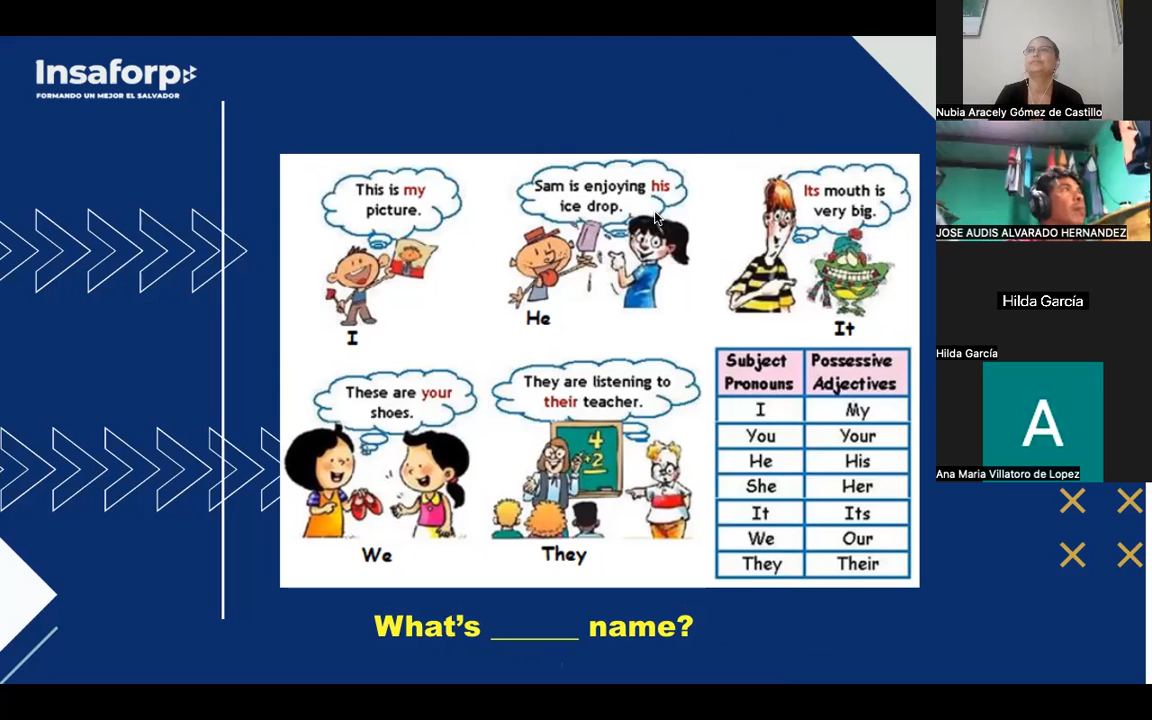 Insaforp
FORMANDO UN MEJOR EL SALVADOR
This is my
picture.
I
Sam is enjoying his
ice drop.
He
Its mouth is
very big.
It
These are your
shoes.
We
They are listening to
their teacher.
4
2
They
Subject Pronouns Possessive Adjectives
I My
You Your
He His
She Her
It Its
We Our
They Their
What's ______ name?
Nubia Aracely Gómez de Castillo
JOSE AUDIS ALVARADO HERNANDEZ
Hilda García
Hilda García
A
Ana Maria Villatoro de Lopez